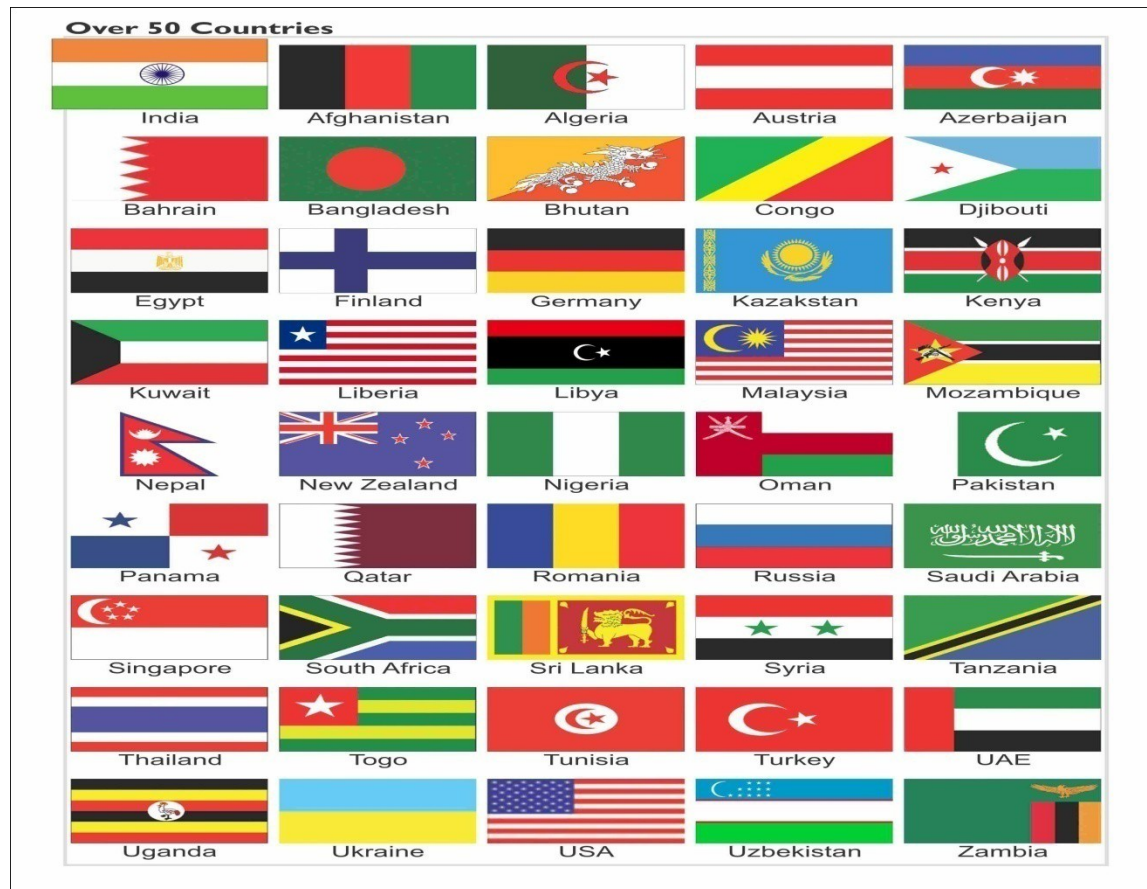 Over 50 Countries
India Afghanistan Algeria Austria Azerbaijan
Bahrain Bangladesh Bhutan Congo Djibouti
Egypt Finland Germany Kazakstan Kenya
Kuwait Liberia Libya Malaysia Mozambique
Nepal New Zealand Nigeria Oman Pakistan
Panama Qatar Romania Russia Saudi Arabia
Singapore South Africa Sri Lanka Syria Tanzania
Thailand Togo Tunisia Turkey UAE
Uganda Ukraine USA Uzbekistan Zambia